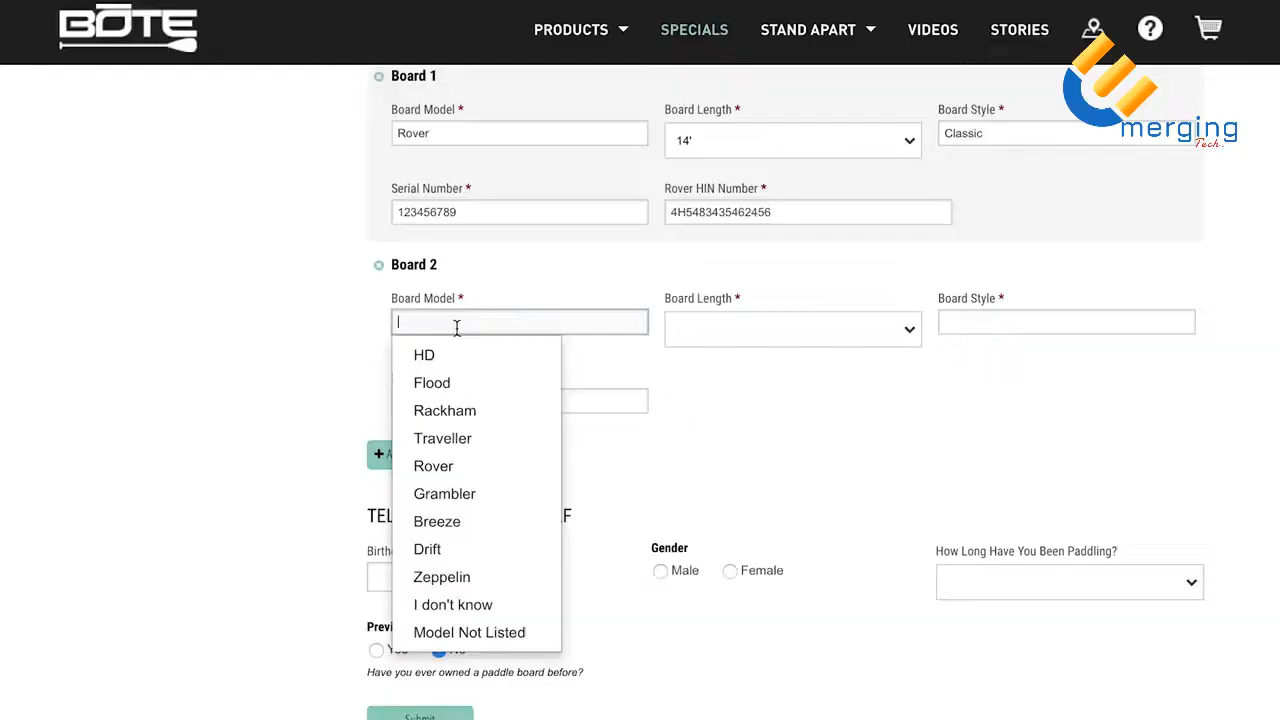 BOTE
PRODUCTS
SPECIALS
STAND APART
VIDEOS
STORIES
?
Emerging
Tech.
Board 1
Board Model *
Board Length *
Board Style *
Rover
14'
Classic
Serial Number *
Rover HIN Number *
123456789
4H5483435462456
Board 2
Board Model *
Board Length *
Board Style *
HD
Flood
Rackham
Traveller
Rover
Grambler
Breeze
Drift
Zeppelin
I don't know
Model Not Listed
Gender
How Long Have You Been Paddling?
Male
Female
Have you ever owned a paddle board before?
Submit